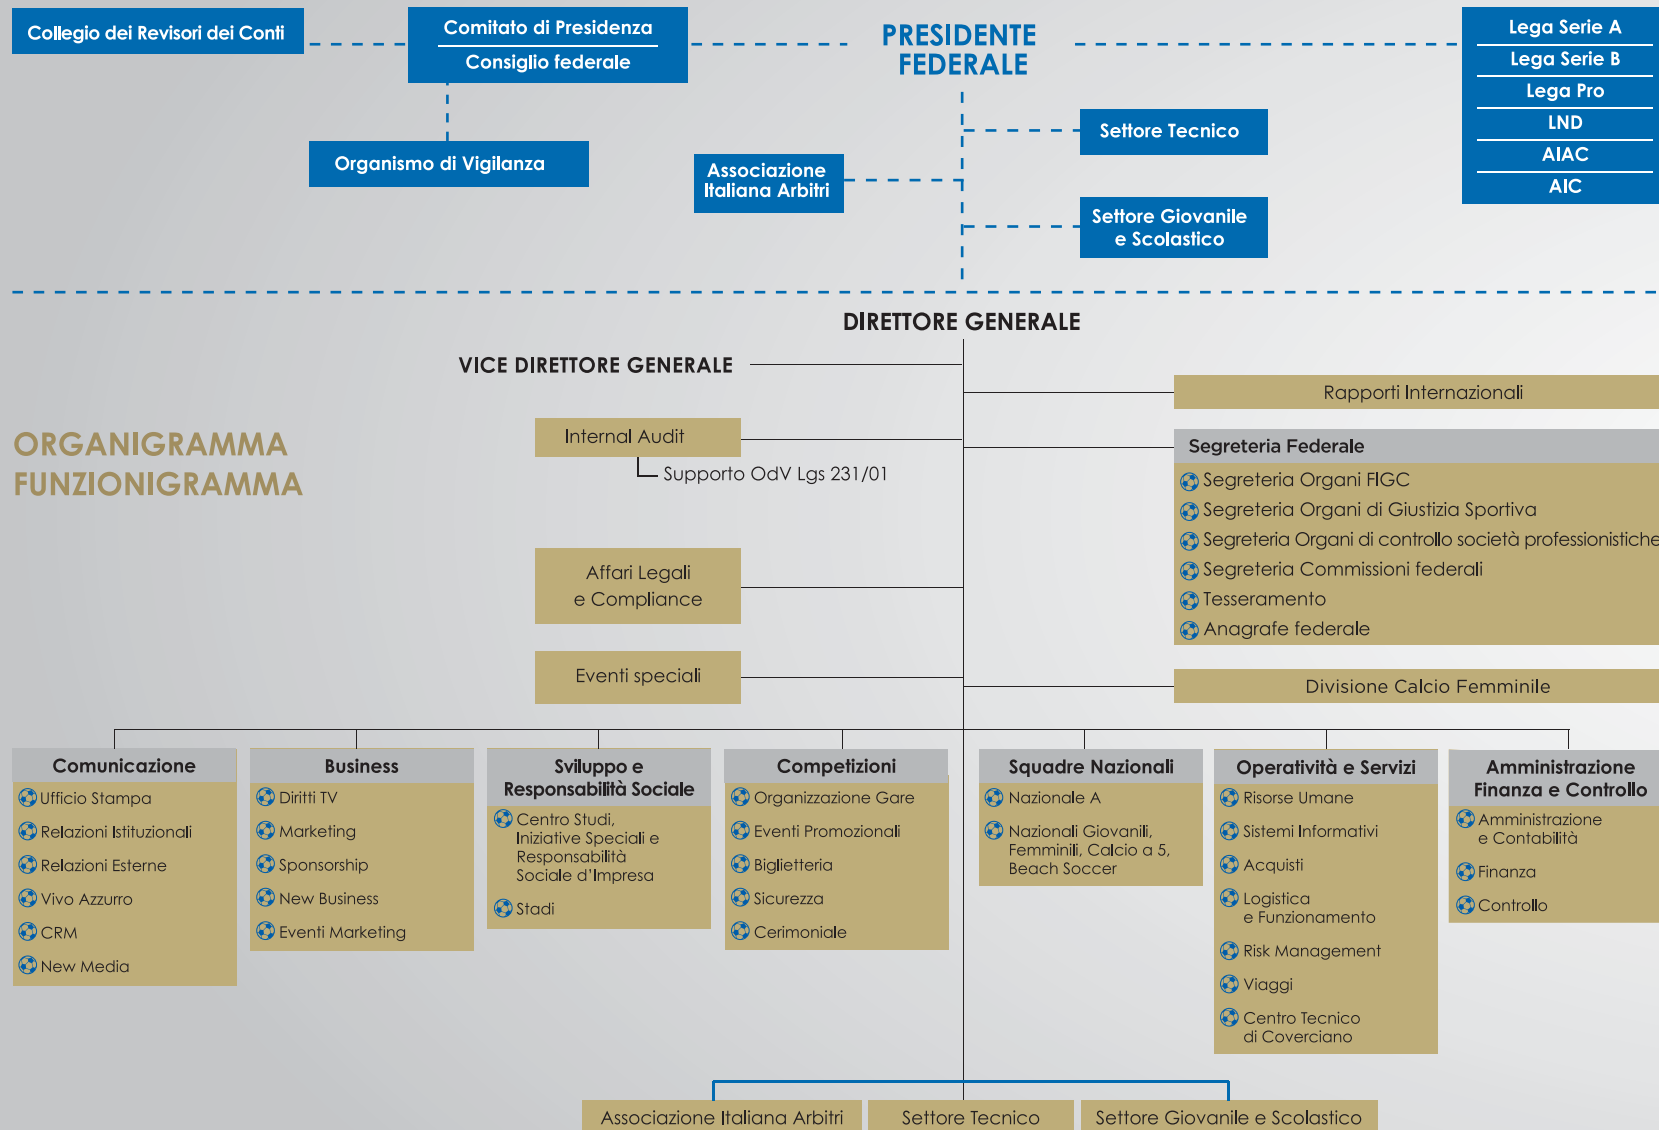 Collegio dei Revisori dei Conti
Comitato di Presidenza
Consiglio federale
PRESIDENTE
FEDERALE
Lega Serie A
Lega Serie B
Lega Pro
LND
AIAC
AIC
Organismo di Vigilanza
Associazione
Italiana Arbitri
Settore Tecnico
Settore Giovanile
e Scolastico
DIRETTORE GENERALE
VICE DIRETTORE GENERALE
ORGANIGRAMMA
FUNZIONIGRAMMA
Internal Audit
Supporto OdV Lgs 231/01
Affari Legali
e Compliance
Eventi speciali
Rapporti Internazionali
Segreteria Federale
Segreteria Organi FIGC
Segreteria Organi di Giustizia Sportiva
Segreteria Organi di controllo società professionistiche
Segreteria Commissioni federali
Tesseramento
Anagrafe federale
Divisione Calcio Femminile
Comunicazione
Ufficio Stampa
Relazioni Istituzionali
Relazioni Esterne
Vivo Azzurro
CRM
New Media
Business
Diritti TV
Marketing
Sponsorship
New Business
Eventi Marketing
Sviluppo e
Responsabilità Sociale
Centro Studi,
Iniziative Speciali e
Responsabilità
Sociale d'Impresa
Stadi
Competizioni
Organizzazione Gare
Eventi Promozionali
Biglietteria
Sicurezza
Cerimoniale
Squadre Nazionali
Nazionale A
Nazionali Giovanili,
Femminili, Calcio a 5,
Beach Soccer
Operatività e Servizi
Risorse Umane
Sistemi Informativi
Acquisti
Logistica
e Funzionamento
Risk Management
Viaggi
Centro Tecnico
di Coverciano
Amministrazione
Finanza e Controllo
Amministrazione
e Contabilità
Finanza
Controllo
Associazione Italiana Arbitri
Settore Tecnico
Settore Giovanile e Scolastico